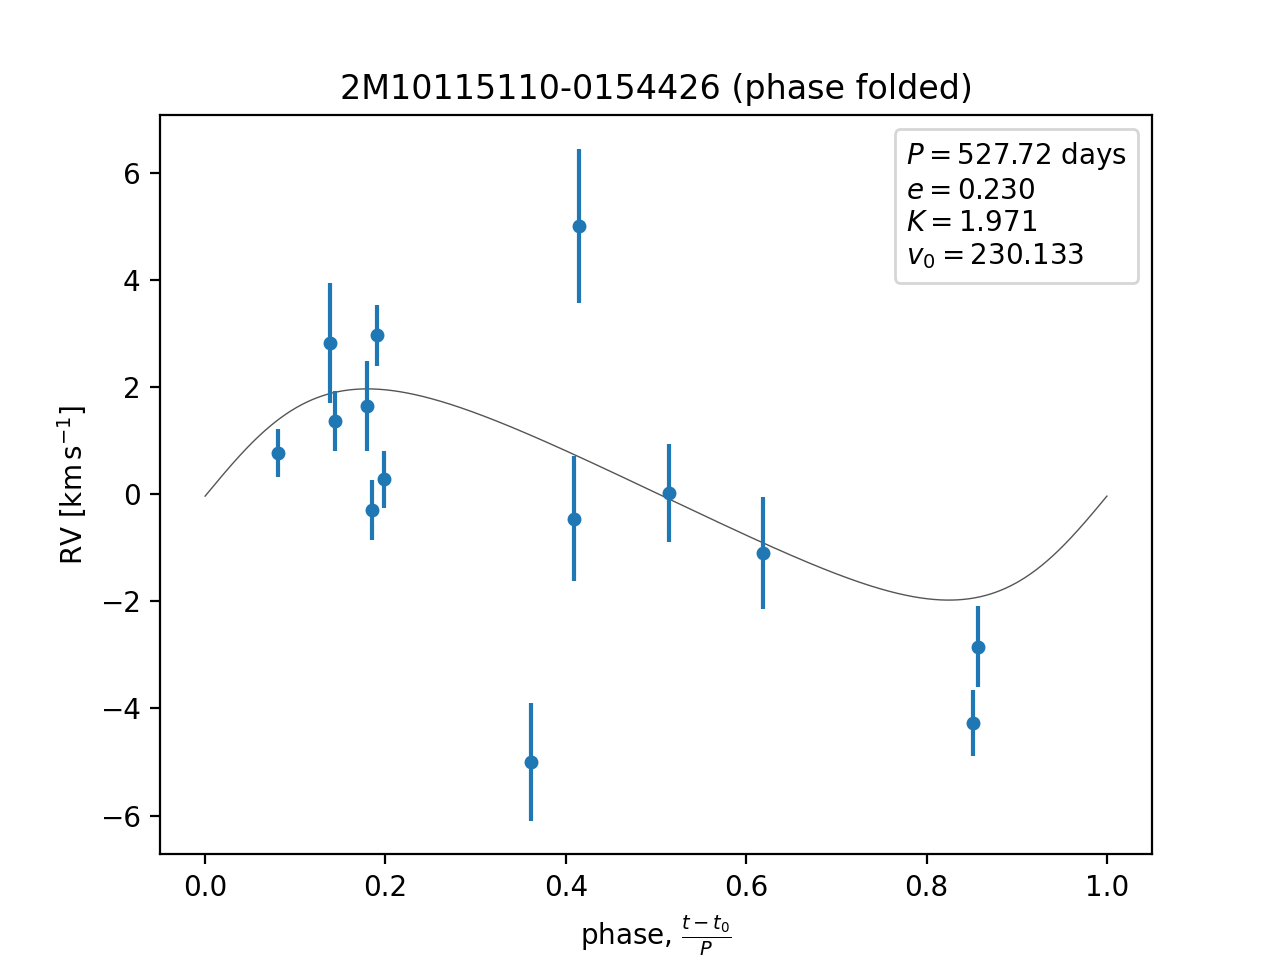 2M10115110-0154426 (phase folded)
P = 527.72 days
e = 0.230
K = 1.971
v₀ = 230.133
6
4
2
0
−2
−4
−6
RV [km s⁻¹]
0.0 0.2 0.4 0.6 0.8 1.0
phase, (t − t₀)/P